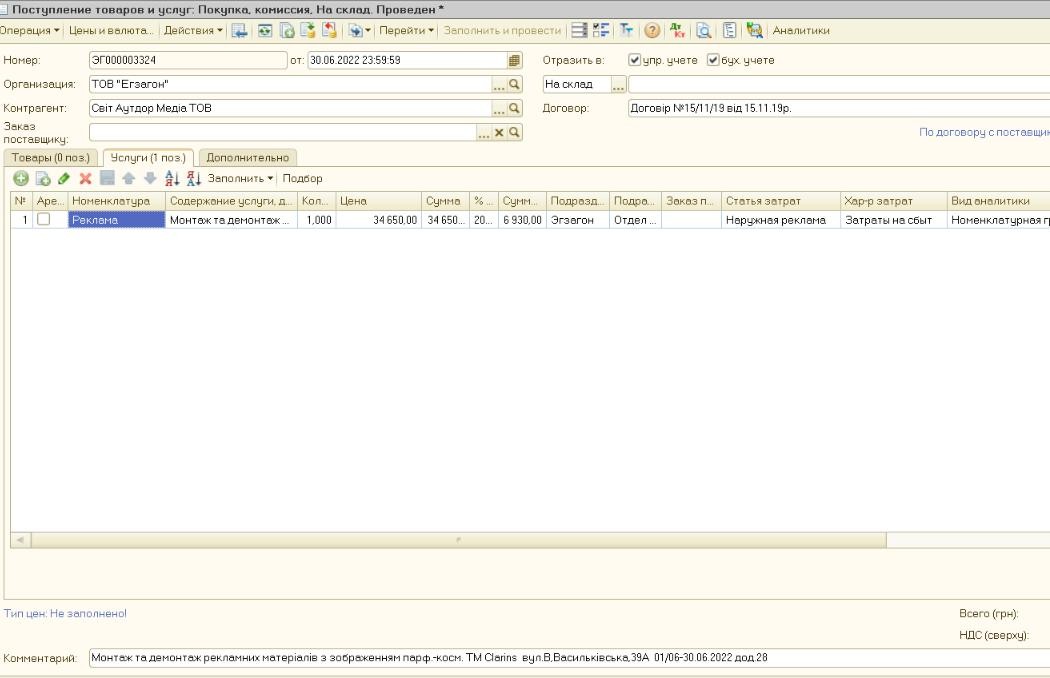 Поступление товаров и услуг: Покупка, комиссия, На склад. Проведен *
Операция Цены и валюта... Действия Перейти Заполнить и провести Аналитики
Номер: ЭГ000003324 от: 30.06.2022 23:59:59 Отразить в: упр. учете бух. учете
Организация: ТОВ "Егзагон" ... На склад ...
Контрагент: Світ Аутдор Медіа ТОВ ... Договор: Договір №15/11/19 від 15.11.19р.
Заказ
поставщику: ... По договору с поставщик
Товары (0 поз.) Услуги (1 поз.) Дополнительно
Заполнить Подбор
№ Аре... Номенклатура Содержание услуги, д... Кол... Цена Сумма % ... Сумм... Подразд... Подра... Заказ п... Статья затрат Хар-р затрат Вид аналитики
1 Реклама Монтаж та демонтаж ... 1,000 34 650,00 34 650... 20... 6 930,00 Эгзагон Отдел ... Наружная реклама Затраты на сбыт Номенклатурная г
Тип цен: Не заполнено!
Всего (грн):
НДС (сверху):
Комментарий: Монтаж та демонтаж рекламних матеріалів з зображенням парф.-косм. ТМ Clarins вул.В,Васильківська,39А 01/06-30.06.2022 дод.28